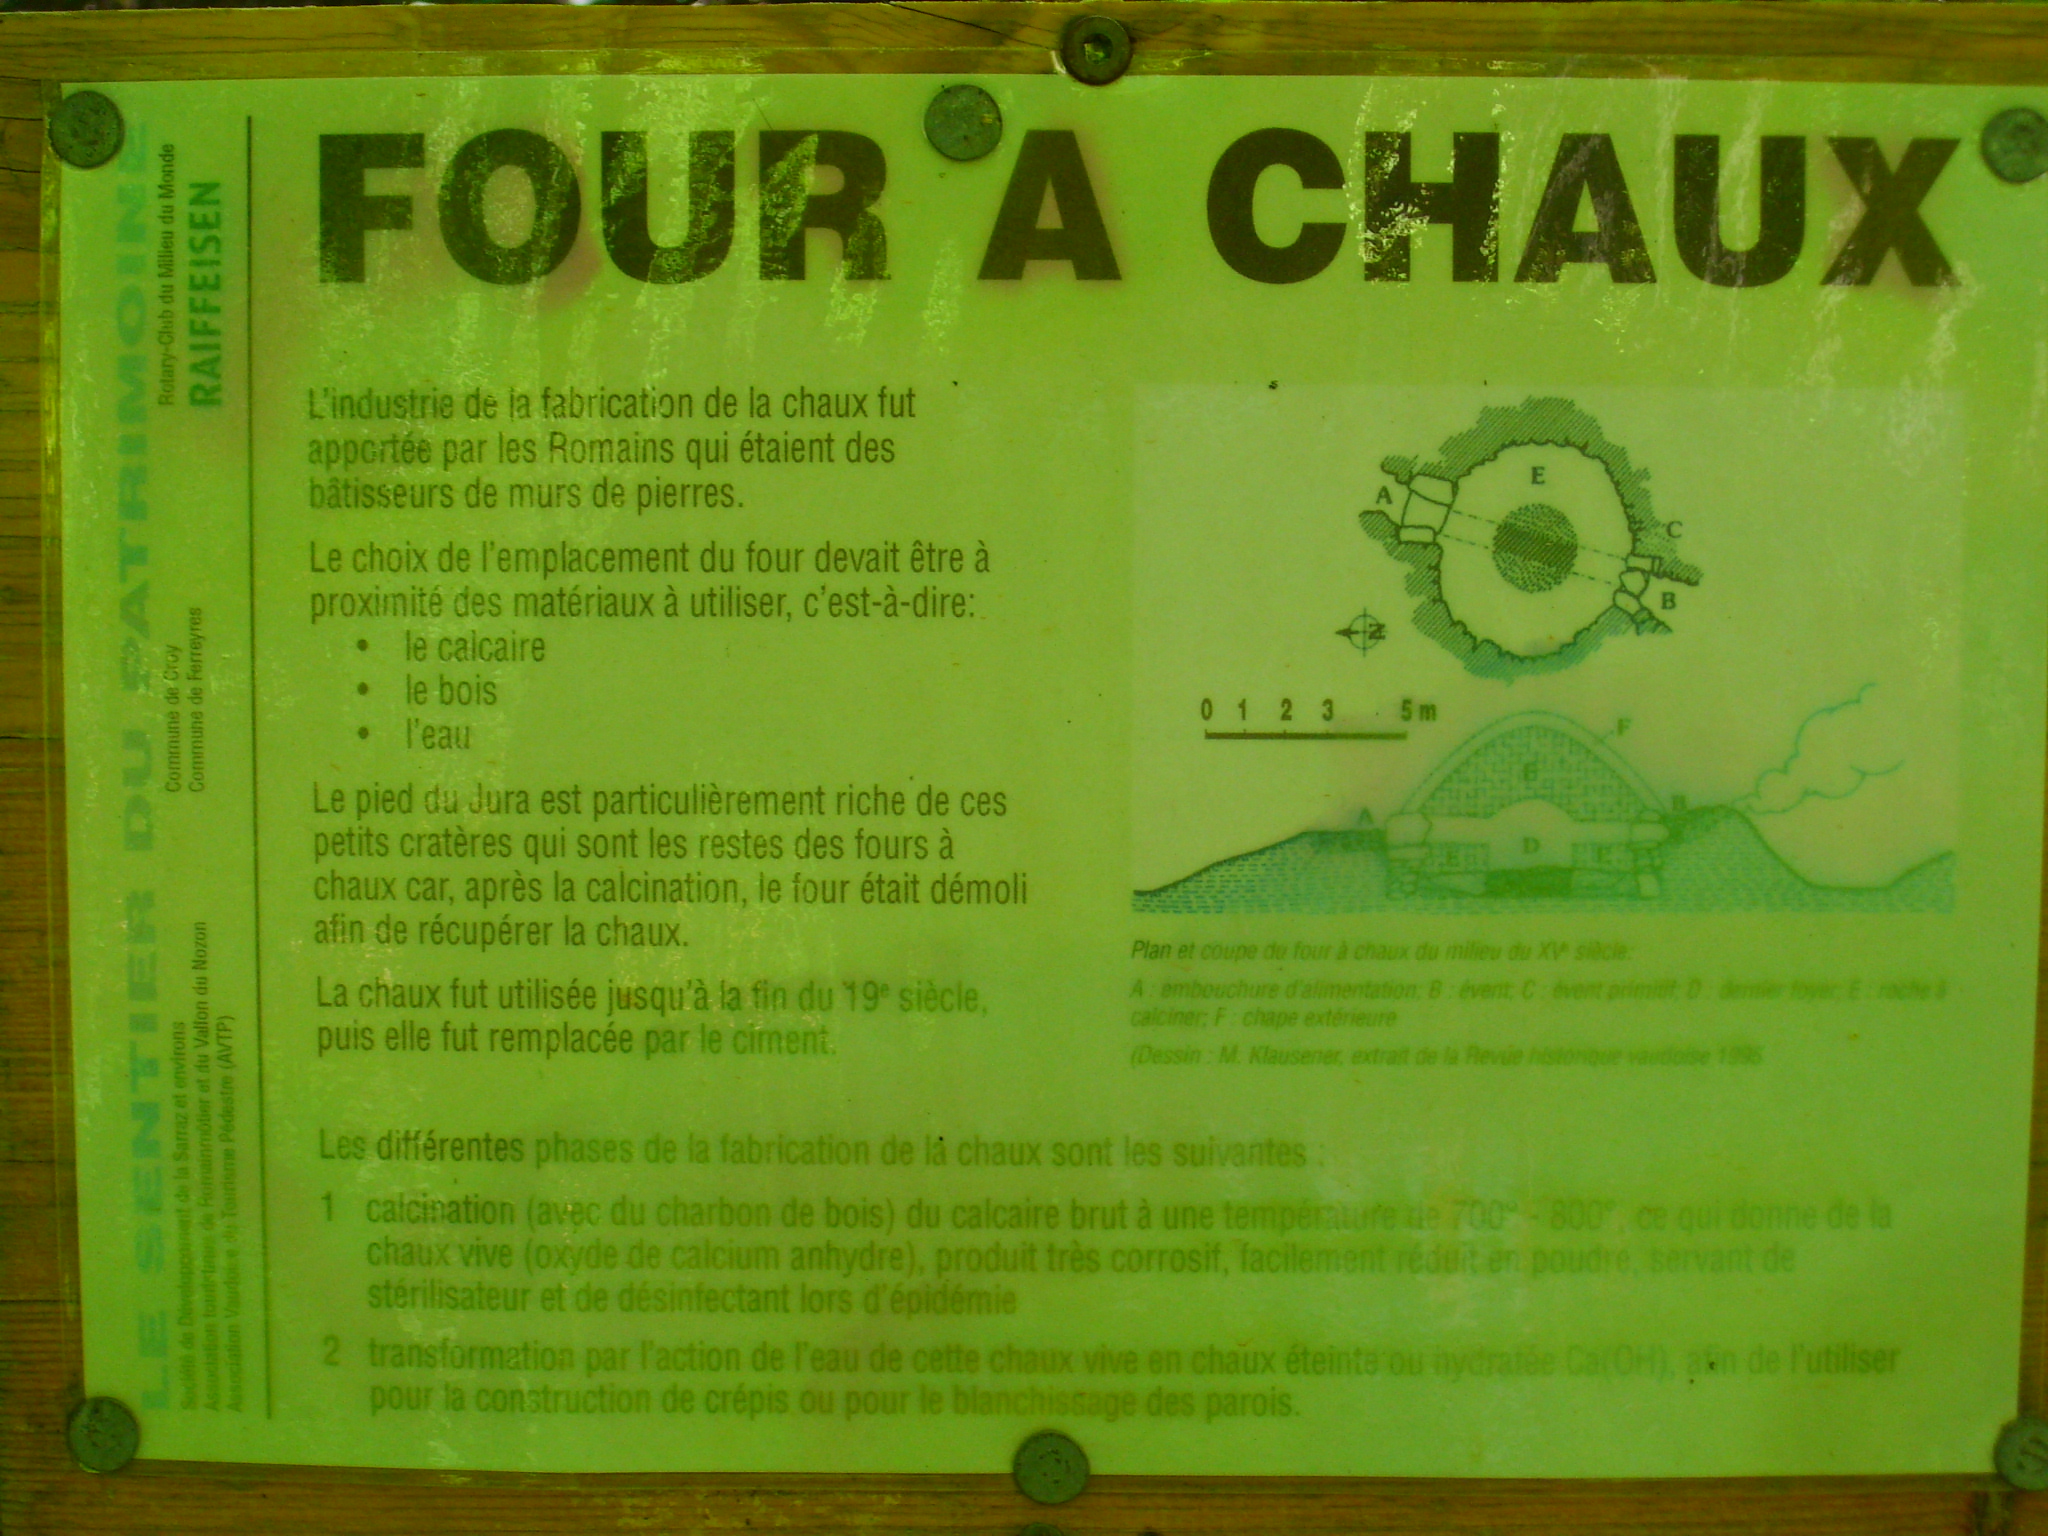 FOUR A CHAUX
LE SENTIER DU PATRIMOINE
Rotary-Club du Milieu du Monde
RAIFFEISEN
Commune de Croy
Commune de Ferreyres
Société de Développement de la Sarraz et environs
Association touristique de Romainmôtier et du Vallon du Nozon
Association Vaudoise du Tourisme Pédestre (AVTP)
L'industrie de la fabrication de la chaux fut
apportée par les Romains qui étaient des
bâtisseurs de murs de pierres.
Le choix de l'emplacement du four devait être à
proximité des matériaux à utiliser, c'est-à-dire:
• le calcaire
• le bois
• l'eau
Le pied du Jura est particulièrement riche de ces
petits cratères qui sont les restes des fours à
chaux car, après la calcination, le four était démoli
afin de récupérer la chaux.
La chaux fut utilisée jusqu'à la fin du 19e siècle,
puis elle fut remplacée par le ciment.
E
A
C
B
N
0 1 2 3 5 m
F
E
A
B
E D E
Plan et coupe du four à chaux du milieu du XVe siècle:
A : embouchure d'alimentation; B : évent; C : évent primitif; D : dernier foyer; E : roche à
calciner; F : chape extérieure
(Dessin : M. Klausener, extrait de la Revue historique vaudoise
Les différentes phases de la fabrication de la chaux sont les suivantes :
1 calcination (avec du charbon de bois) du calcaire brut à une température de 700° - 800°, ce qui donne de la
chaux vive (oxyde de calcium anhydre), produit très corrosif, facilement réduit en poudre, servant de
stérilisateur et de désinfectant lors d'épidémie
2 transformation par l'action de l'eau de cette chaux vive en chaux éteinte ou hydratée Ca(OH), afin de l'utiliser
pour la construction de crépis ou pour le blanchissage des parois.